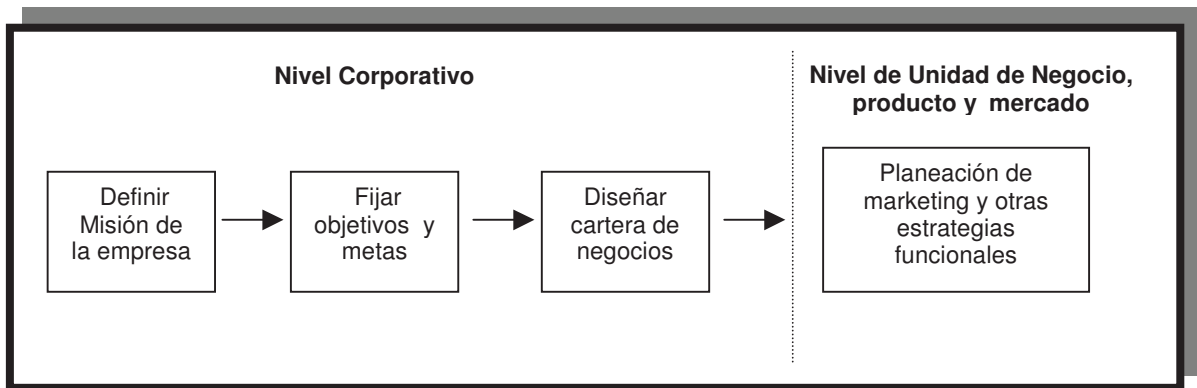 Nivel Corporativo
Nivel de Unidad de Negocio,
producto y mercado
Definir
Misión de
la empresa
Fijar
objetivos y
metas
Diseñar
cartera de
negocios
Planeación de
marketing y otras
estrategias
funcionales